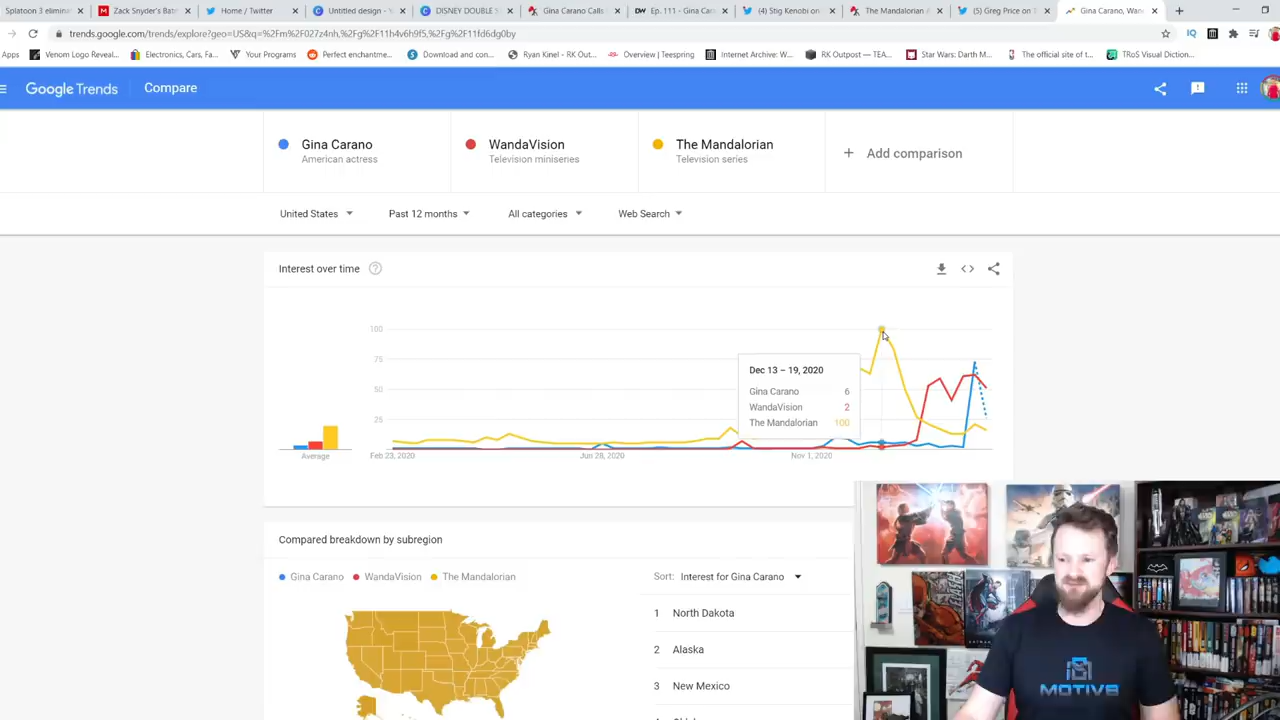 Splatoon 3 eliminat
Zack Snyder's Bat
Home / Twitter
Untitled design -
DISNEY DOUBLE S
Gina Carano Calls
Ep. 111 - Gina Car
(4) Stig Kenobi on
The Mandalorian A
(5) Greg Price on T
Gina Carano, Wan
trends.google.com/trends/explore?geo=US&q=%2Fm%2F027z4nh,%2Fg%2F11h4v6h9f5,%2Fg%2F11fd6dg0by
Apps
Venom Logo Revea...
Electronics, Cars, Fa...
Your Programs
Perfect enchantme...
Download and con...
Ryan Kinel - RK Out...
Overview | Teespring
Internet Archive: W...
RK Outpost — TEA...
Star Wars: Darth M...
The official site of t...
TRoS Visual Diction...
Google Trends
Compare
Gina Carano
American actress
WandaVision
Television miniseries
The Mandalorian
Television series
+ Add comparison
United States
Past 12 months
All categories
Web Search
Interest over time
100
75
50
25
Average
Feb 23, 2020
Jun 28, 2020
Nov 1, 2020
Dec 13 – 19, 2020
Gina Carano 6
WandaVision 2
The Mandalorian 100
Compared breakdown by subregion
Gina Carano
WandaVision
The Mandalorian
Sort: Interest for Gina Carano
1 North Dakota
2 Alaska
3 New Mexico
MOTIV8